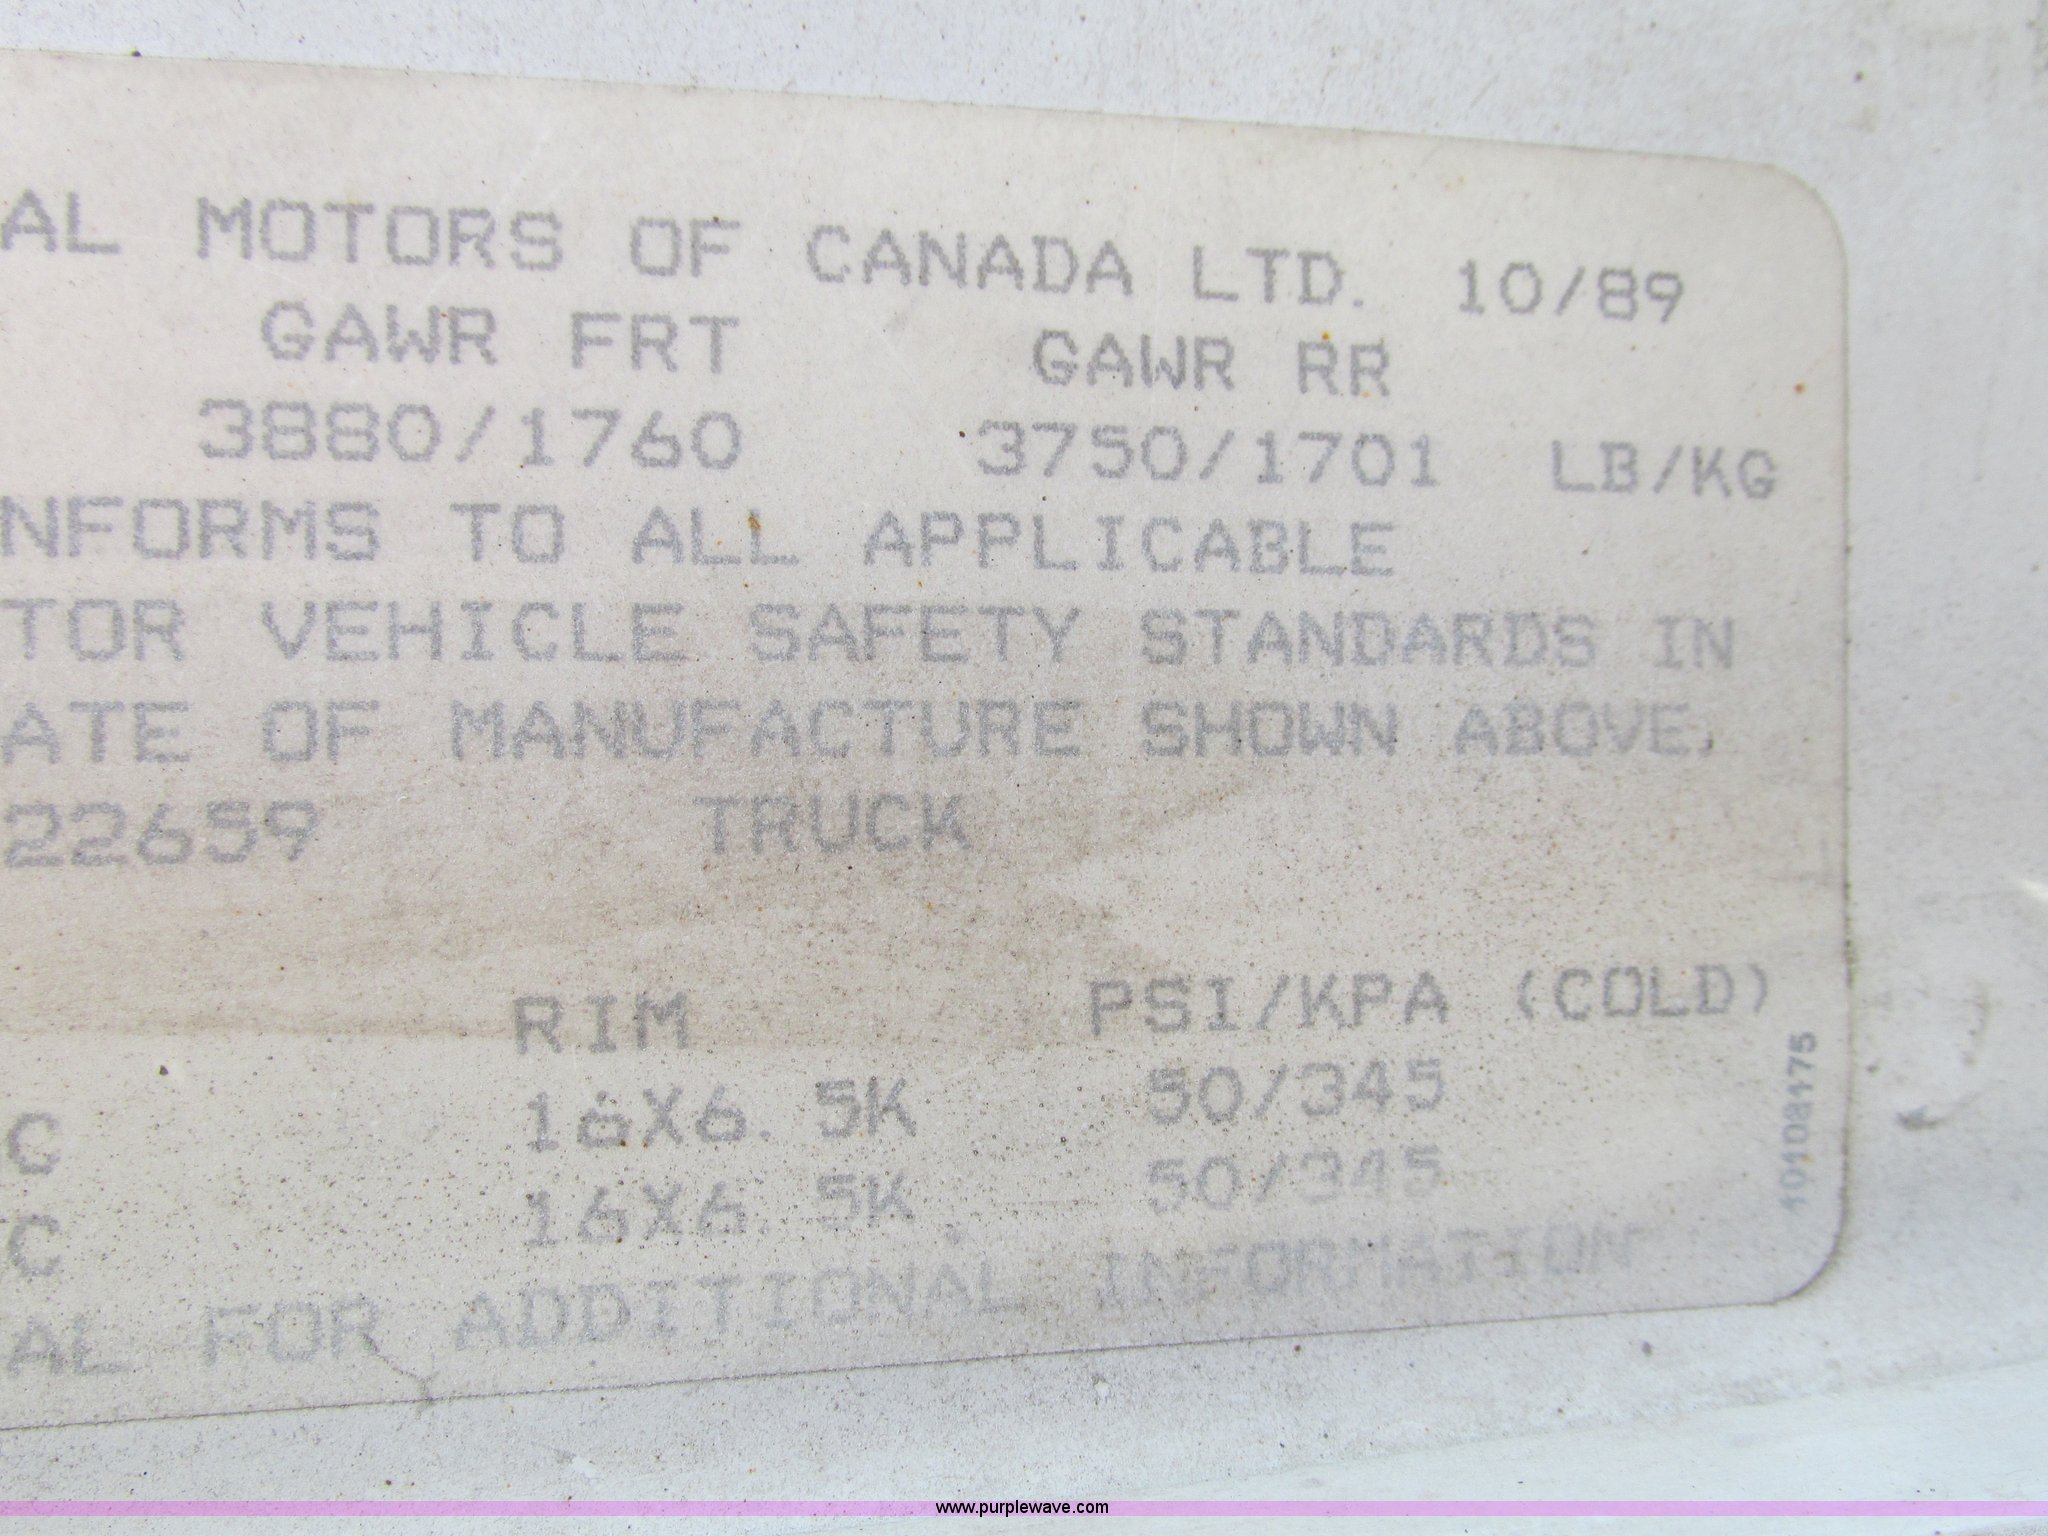 AL MOTORS OF CANADA LTD. 10/89
GAWR FRT GAWR RR
3880/1760 3750/1701 LB/KG
NFORMS TO ALL APPLICABLE
TOR VEHICLE SAFETY STANDARDS IN
ATE OF MANUFACTURE SHOWN ABOVE,
22659 TRUCK
RIM PSI/KPA (COLD)
C 16X6.5K 50/345
C 16X6.5K 50/345
AL FOR ADDITIONAL INFORMATION
10108175
www.purplewave.com